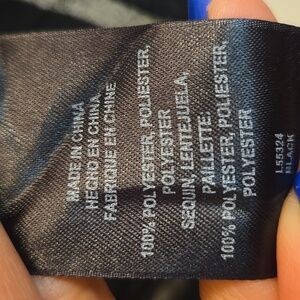 MADE IN CHINA
HECHO EN CHINA
FABRIQUE EN CHINE
100% POLYESTER, POLIESTER,
POLYESTER
SEQUIN, LENTEJUELA,
PAILLETTE:
100% POLYESTER, POLIESTER,
POLYESTER
L55324
BLACK